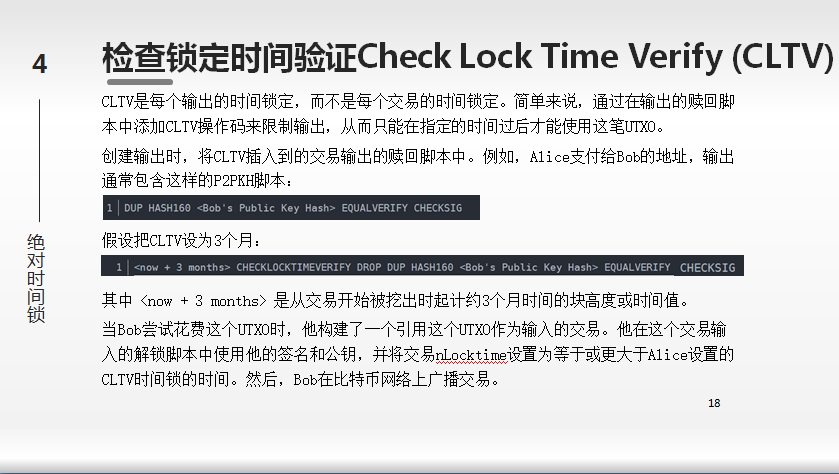 4
检查锁定时间验证Check Lock Time Verify (CLTV)
CLTV是每个输出的时间锁定，而不是每个交易的时间锁定。简单来说，通过在输出的赎回脚
本中添加CLTV操作码来限制输出，从而只能在指定的时间过后才能使用这笔UTXO。
创建输出时，将CLTV插入到的交易输出的赎回脚本中。例如，Alice支付给Bob的地址，输出
通常包含这样的P2PKH脚本：
1 DUP HASH160 <Bob's Public Key Hash> EQUALVERIFY CHECKSIG
假设把CLTV设为3个月：
1 <now + 3 months> CHECKLOCKTIMEVERIFY DROP DUP HASH160 <Bob's Public Key Hash> EQUALVERIFY CHECKSIG
其中 <now + 3 months> 是从交易开始被挖出时起计约3个月时间的块高度或时间值。
当Bob尝试花费这个UTXO时，他构建了一个引用这个UTXO作为输入的交易。他在这个交易输
入的解锁脚本中使用他的签名和公钥，并将交易nLocktime设置为等于或更大于Alice设置的
CLTV时间锁的时间。然后，Bob在比特币网络上广播交易。
绝对时间锁
18